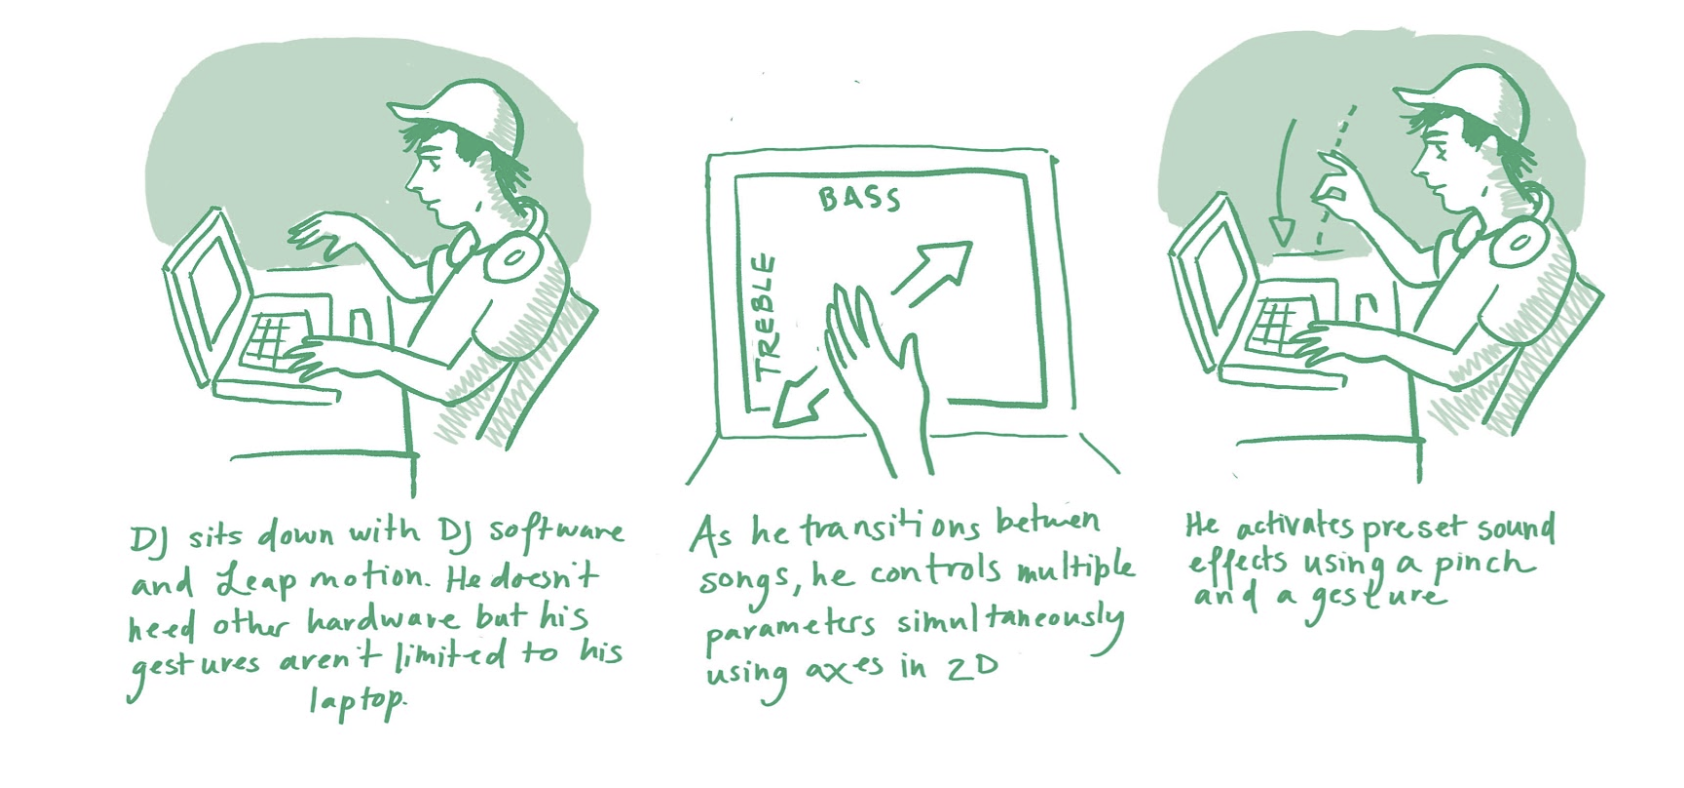 DJ sits down with DJ software
and Leap motion. He doesn't
need other hardware but his
gestures aren't limited to his
laptop.
BASS
TREBLE
As he transitions between
songs, he controls multiple
parameters simultaneously
using axes in 2D
He activates preset sound
effects using a pinch
and a gesture